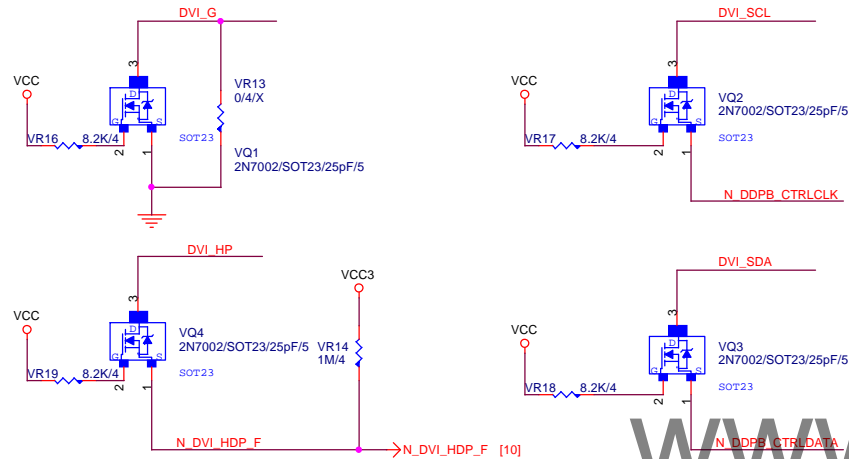 DVI_G
3
VCC
D
G
S
VR16
8.2K/4
2
1
SOT23
VR13
0/4/X
VQ1
2N7002/SOT23/25pF/5
DVI_SCL
3
VCC
D
G
S
VR17
8.2K/4
2
1
VQ2
2N7002/SOT23/25pF/5
SOT23
N_DDPB_CTRLCLK
DVI_HP
3
VCC
D
G
S
VR19
8.2K/4
2
1
VQ4
2N7002/SOT23/25pF/5
SOT23
VCC3
VR14
1M/4
N_DVI_HDP_F
N_DVI_HDP_F [10]
DVI_SDA
3
VCC
D
G
S
VR18
8.2K/4
2
1
VQ3
2N7002/SOT23/25pF/5
SOT23
N_DDPB_CTRLDATA
www